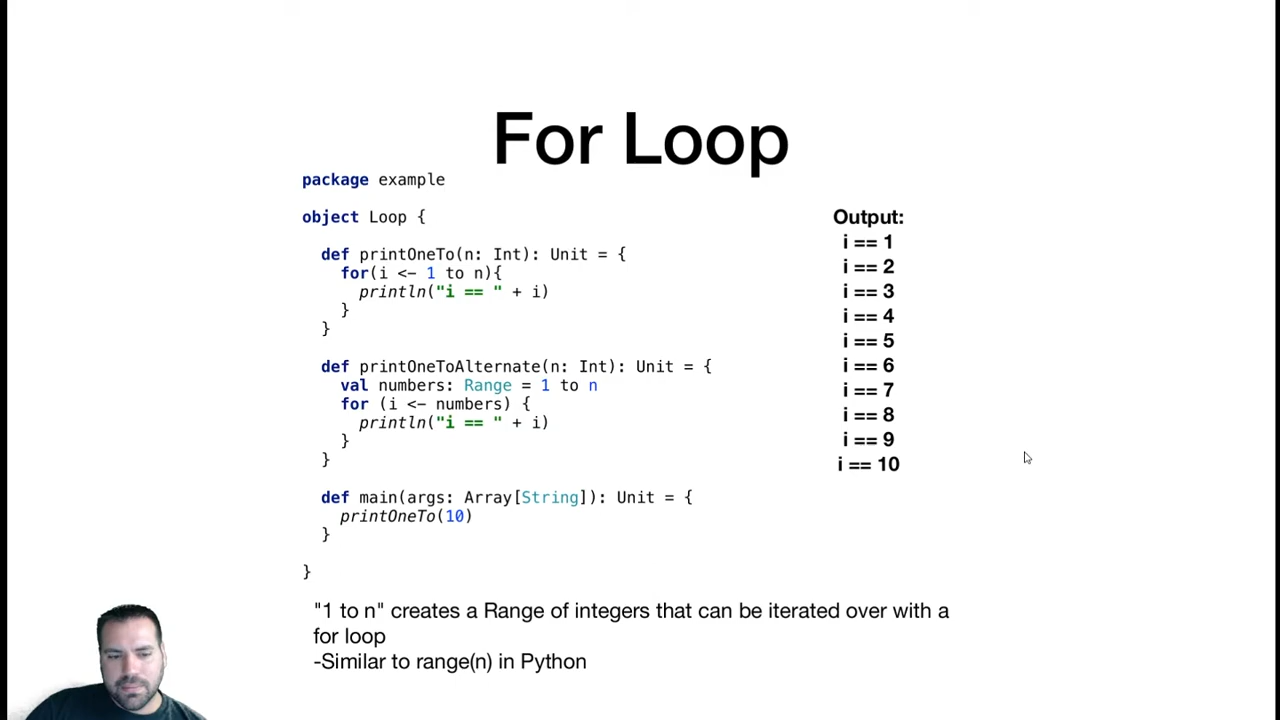 For Loop
package example
object Loop {
def printOneTo(n: Int): Unit = {
for(i <- 1 to n){
println("i == " + i)
}
}
def printOneToAlternate(n: Int): Unit = {
val numbers: Range = 1 to n
for (i <- numbers) {
println("i == " + i)
}
}
def main(args: Array[String]): Unit = {
printOneTo(10)
}
}
Output:
i == 1
i == 2
i == 3
i == 4
i == 5
i == 6
i == 7
i == 8
i == 9
i == 10
"1 to n" creates a Range of integers that can be iterated over with a
for loop
-Similar to range(n) in Python